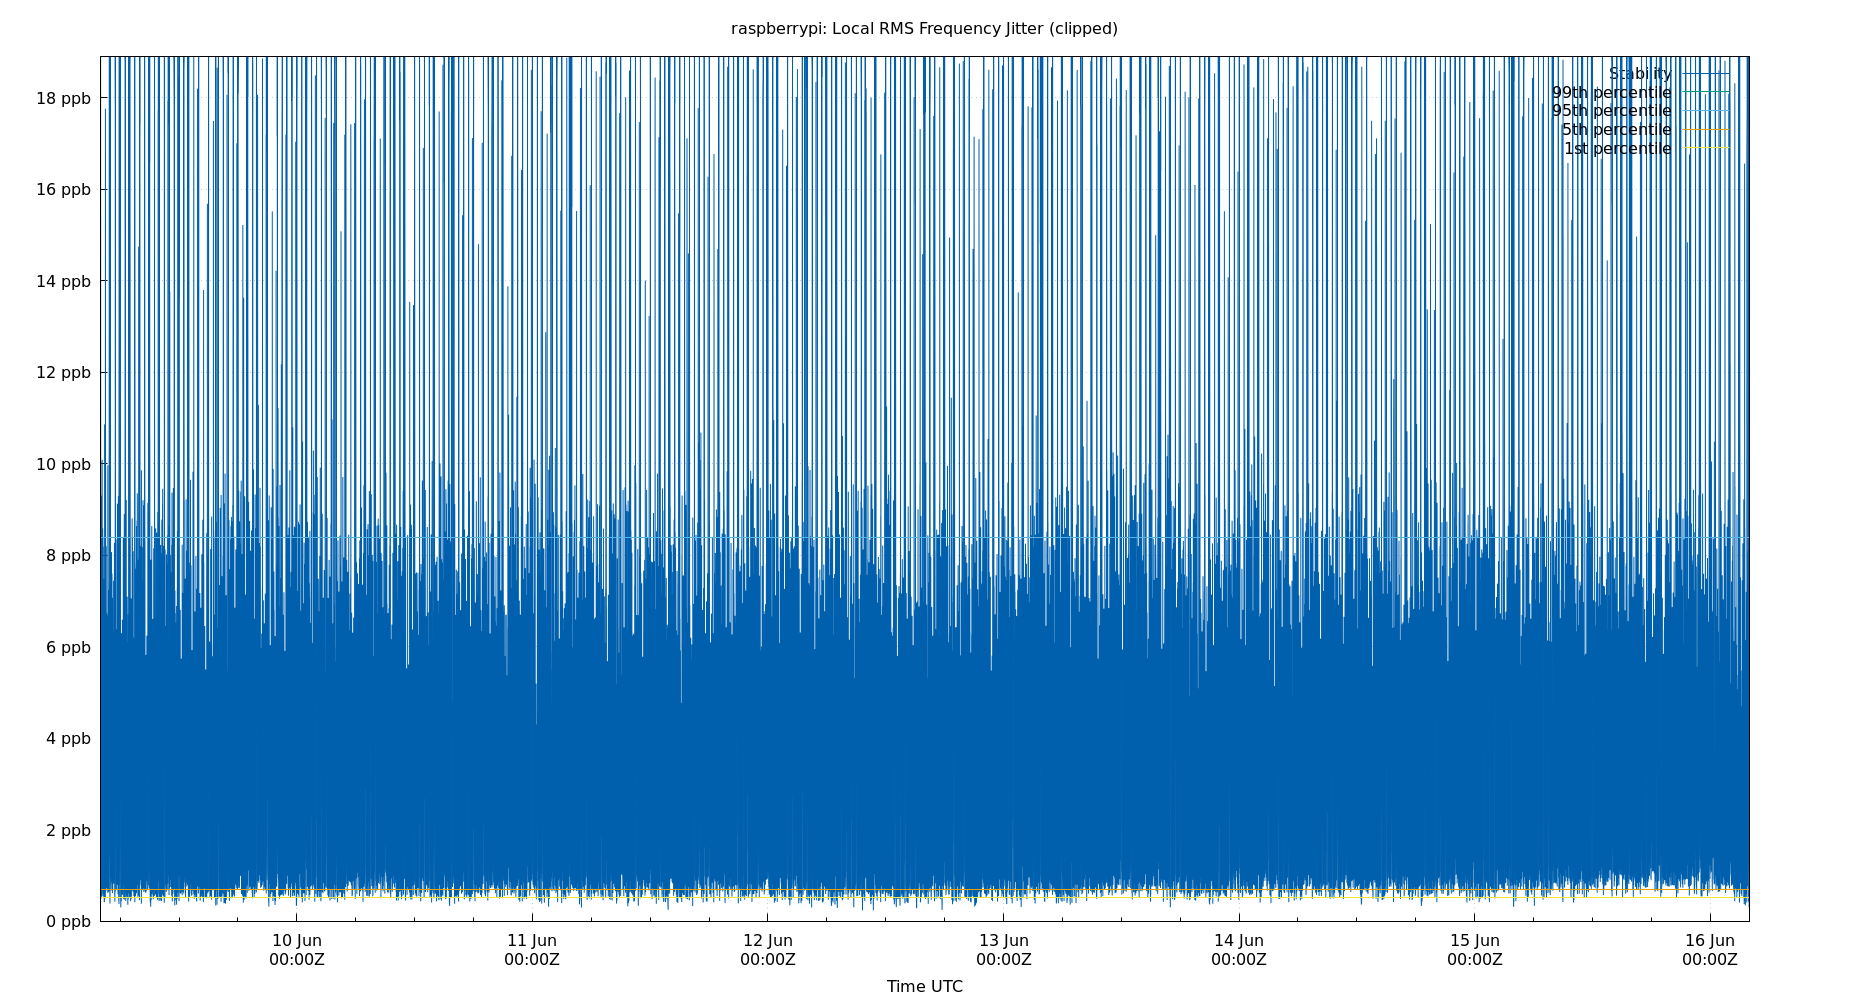 raspberrypi: Local RMS Frequency Jitter (clipped)
Stability
99th percentile
95th percentile
5th percentile
1st percentile
18 ppb
16 ppb
14 ppb
12 ppb
10 ppb
8 ppb
6 ppb
4 ppb
2 ppb
0 ppb
10 Jun 11 Jun 12 Jun 13 Jun 14 Jun 15 Jun 16 Jun
00:00Z 00:00Z 00:00Z 00:00Z 00:00Z 00:00Z 00:00Z
Time UTC